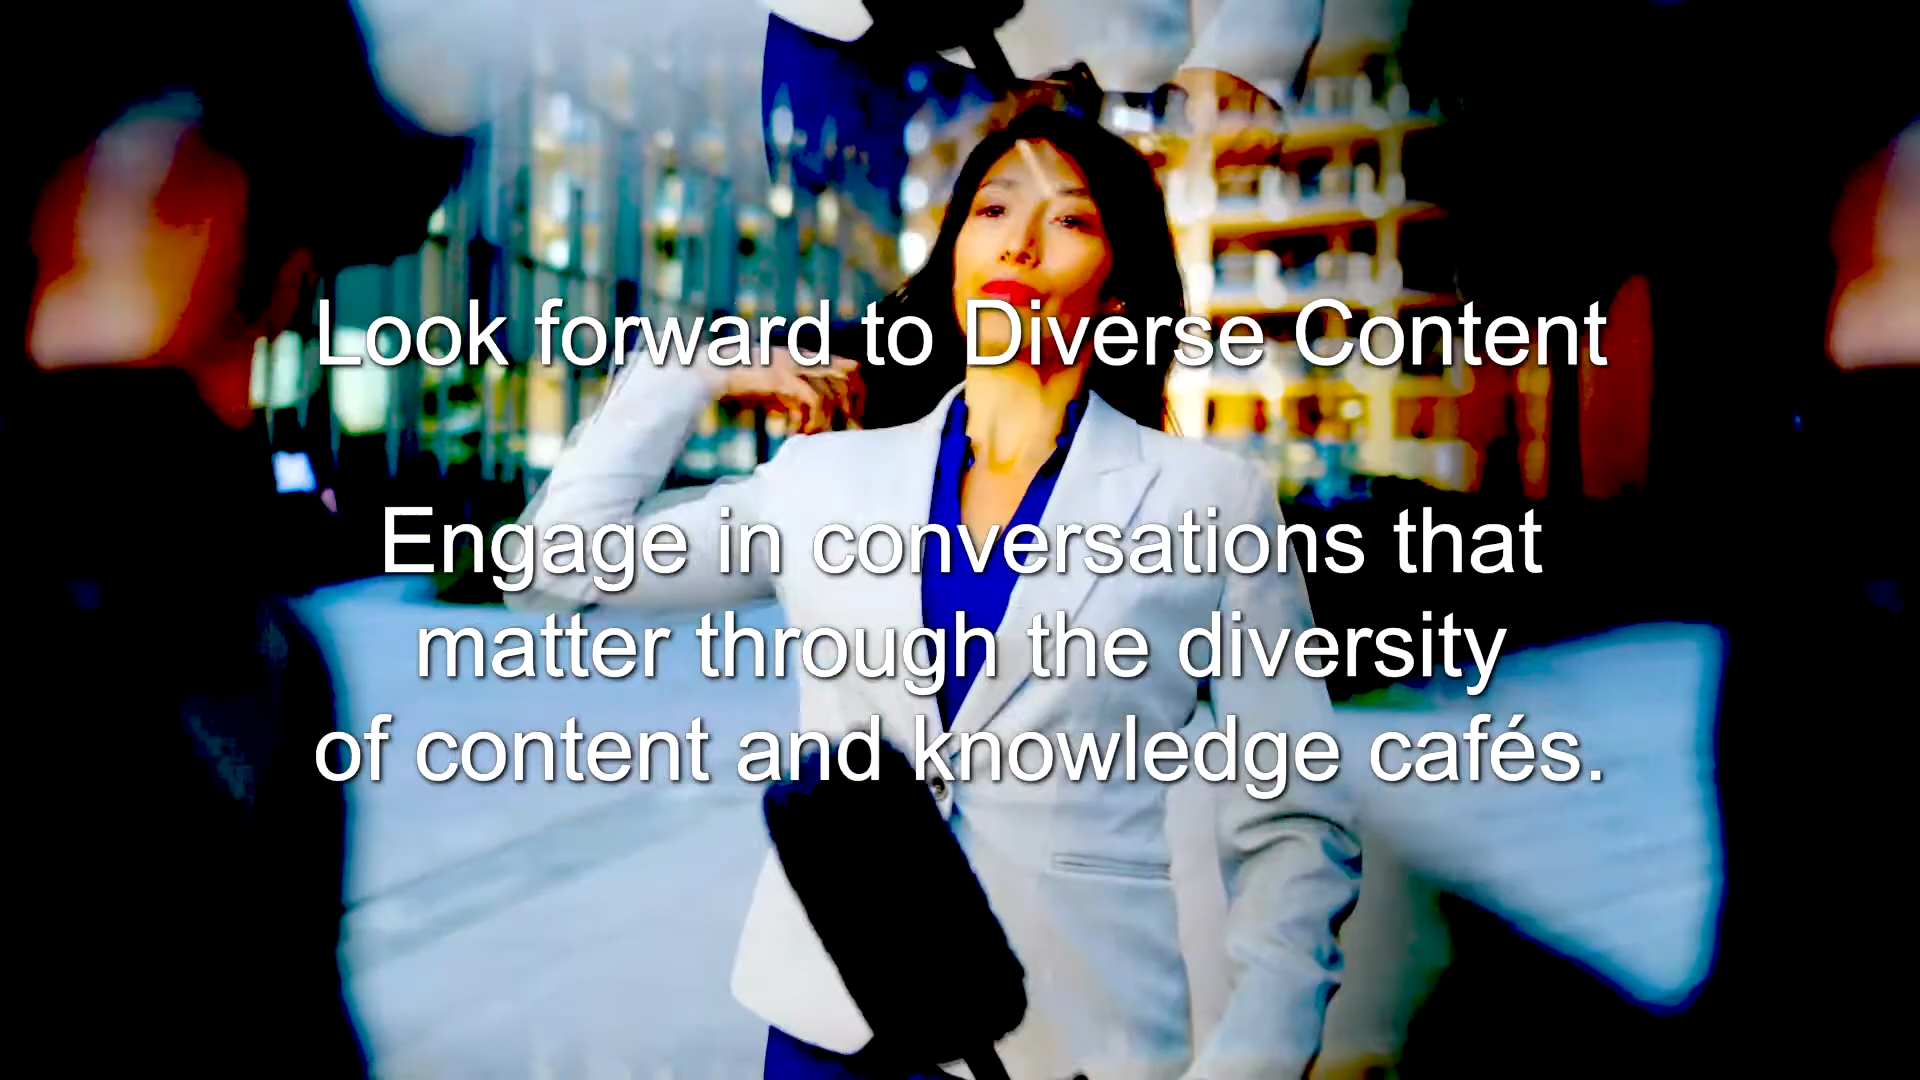 Look forward to Diverse Content
Engage in conversations that
matter through the diversity
of content and knowledge cafés.